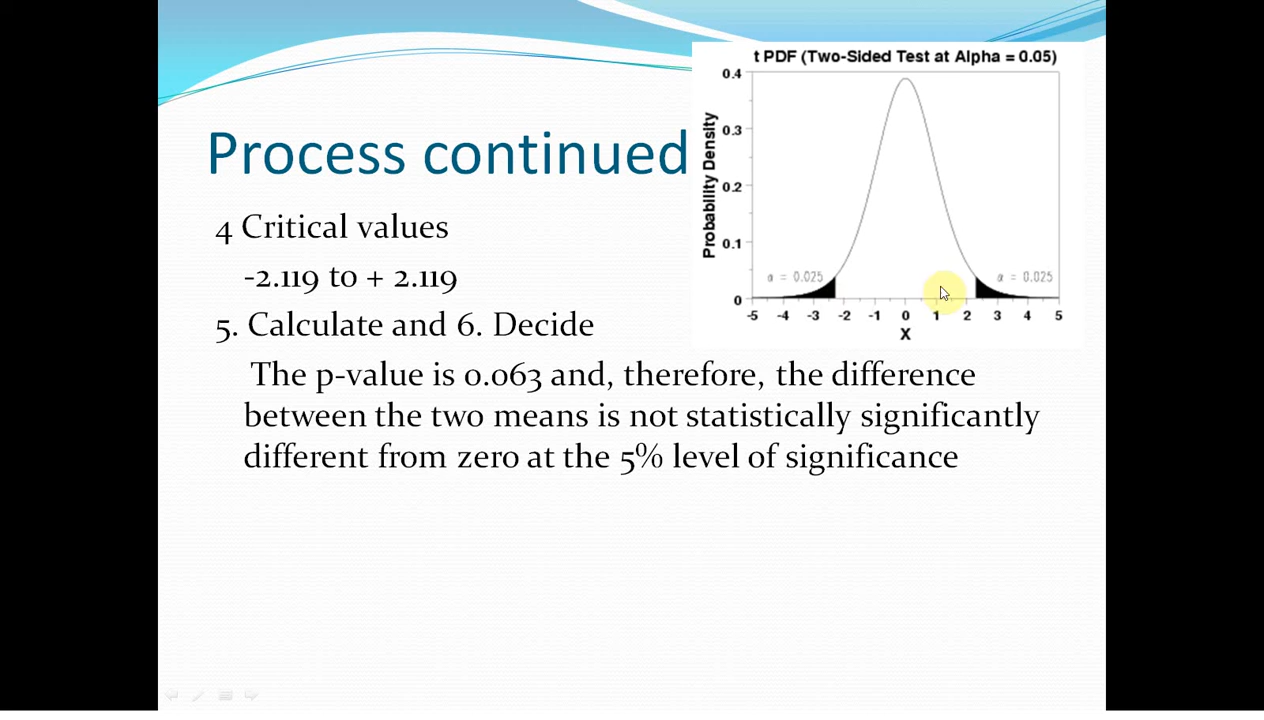 t PDF (Two-Sided Test at Alpha = 0.05)
Process continued
4 Critical values
-2.119 to + 2.119
5. Calculate and 6. Decide
The p-value is 0.063 and, therefore, the difference
between the two means is not statistically significantly
different from zero at the 5% level of significance
Probability Density
0.4
0.3
0.2
0.1
0
α = 0.025
α = 0.025
-5 -4 -3 -2 -1 0 1 2 3 4 5
X